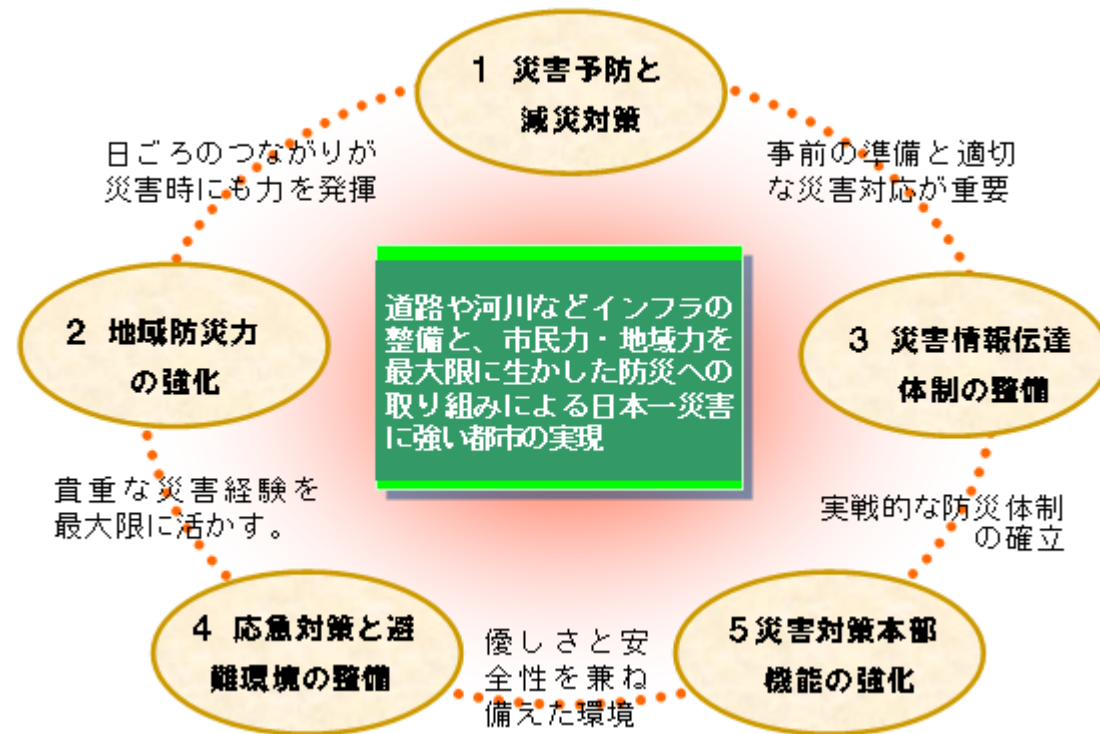 1 災害予防と
減災対策
日ごろのつながりが
災害時にも力を発揮
事前の準備と適切
な災害対応が重要
道路や河川などインフラの
整備と、市民力・地域力を
最大限に生かした防災への
取り組みによる日本一災害
に強い都市の実現
2 地域防災力
の強化
3 災害情報伝達
体制の整備
貴重な災害経験を
最大限に活かす。
実戦的な防災体制
の確立
4 応急対策と避
難環境の整備
優しさと安
全性を兼ね
備えた環境
5災害対策本部
機能の強化